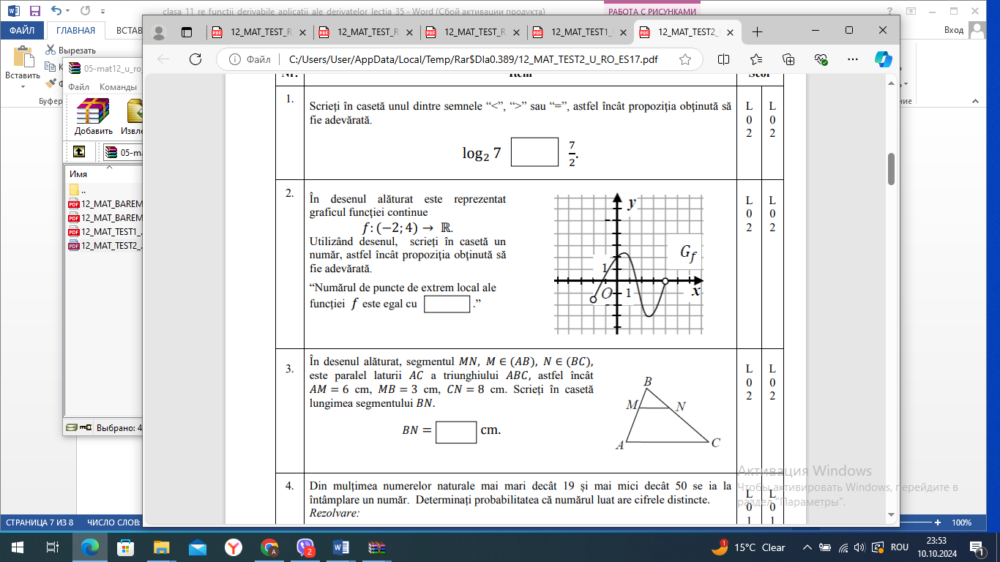 clasa_11_re_functii_derivabile_aplicatii_ale_derivatelor_lectia_35 - Word (Сбой активации продукта)
РАБОТА С РИСУНКАМИ
ФАЙЛ
ГЛАВНАЯ
ВСТАВ
Вход
Вставить
Вырезать
Буфер
05-mat12_u_ro_
Файл Команды
Добавить
Извле
05-ma
Имя
..
12_MAT_BAREM
12_MAT_BAREM
12_MAT_TEST1_
12_MAT_TEST2_
Выбрано: 4
12_MAT_TEST_R
12_MAT_TEST_R
12_MAT_TEST_R
12_MAT_TEST1_
12_MAT_TEST2_
Файл
C:/Users/User/AppData/Local/Temp/Rar$DIa0.389/12_MAT_TEST2_U_RO_ES17.pdf
Nr.
Item
Scor
1.
Scrieți în casetă unul dintre semnele “<”, “>” sau “=”, astfel încât propoziția obținută să
fie adevărată.
log₂ 7 7/2.
L L
0 0
2 2
2.
În desenul alăturat este reprezentat
graficul funcției continue
f: (−2; 4) → ℝ.
Utilizând desenul, scrieți în casetă un
număr, astfel încât propoziția obținută să
fie adevărată.
“Numărul de puncte de extrem local ale
funcției f este egal cu .”
y
G_f
1
O 1 x
L L
0 0
2 2
3.
În desenul alăturat, segmentul MN, M ∈ (AB), N ∈ (BC),
este paralel laturii AC a triunghiului ABC, astfel încât
AM = 6 cm, MB = 3 cm, CN = 8 cm. Scrieți în casetă
lungimea segmentului BN.
BN = cm.
B
M N
A C
L L
0 0
2 2
4.
Din mulțimea numerelor naturale mai mari decât 19 și mai mici decât 50 se ia la
întâmplare un număr. Determinați probabilitatea că numărul luat are cifrele distincte.
Rezolvare:
L L
0 0
1 1
Активация Windows
Чтобы активировать Windows, перейдите в
раздел "Параметры".
ние
СТРАНИЦА 7 ИЗ 8 ЧИСЛО СЛОВ:
100%
2
1
15°C Clear
ROU
23:53
10.10.2024
1